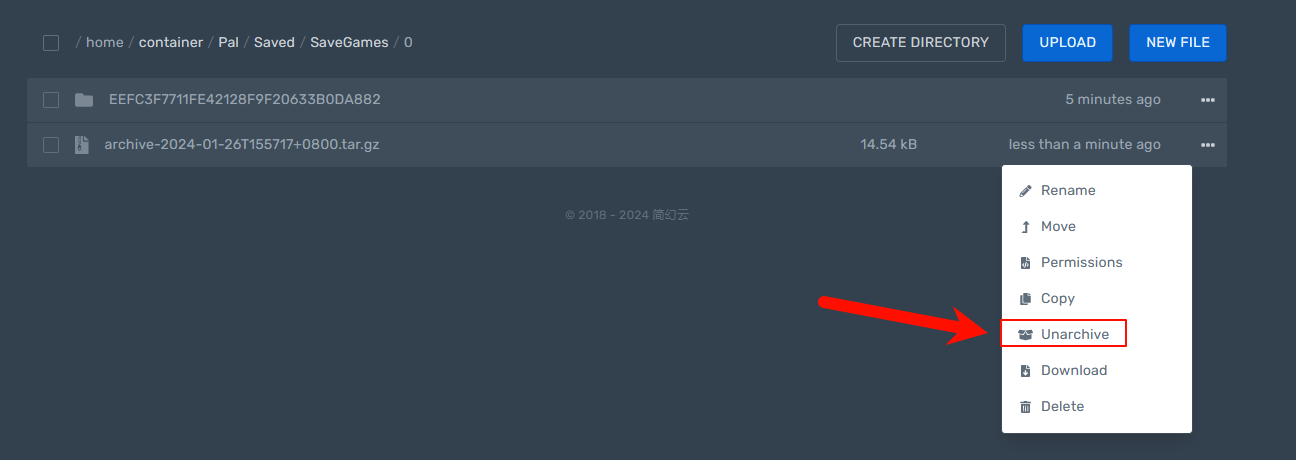 / home / container / Pal / Saved / SaveGames / 0
CREATE DIRECTORY
UPLOAD
NEW FILE
EEFC3F7711FE42128F9F20633B0DA882 5 minutes ago
archive-2024-01-26T155717+0800.tar.gz 14.54 kB less than a minute ago
Rename
Move
Permissions
Copy
Unarchive
Download
Delete
© 2018 - 2024 简幻云